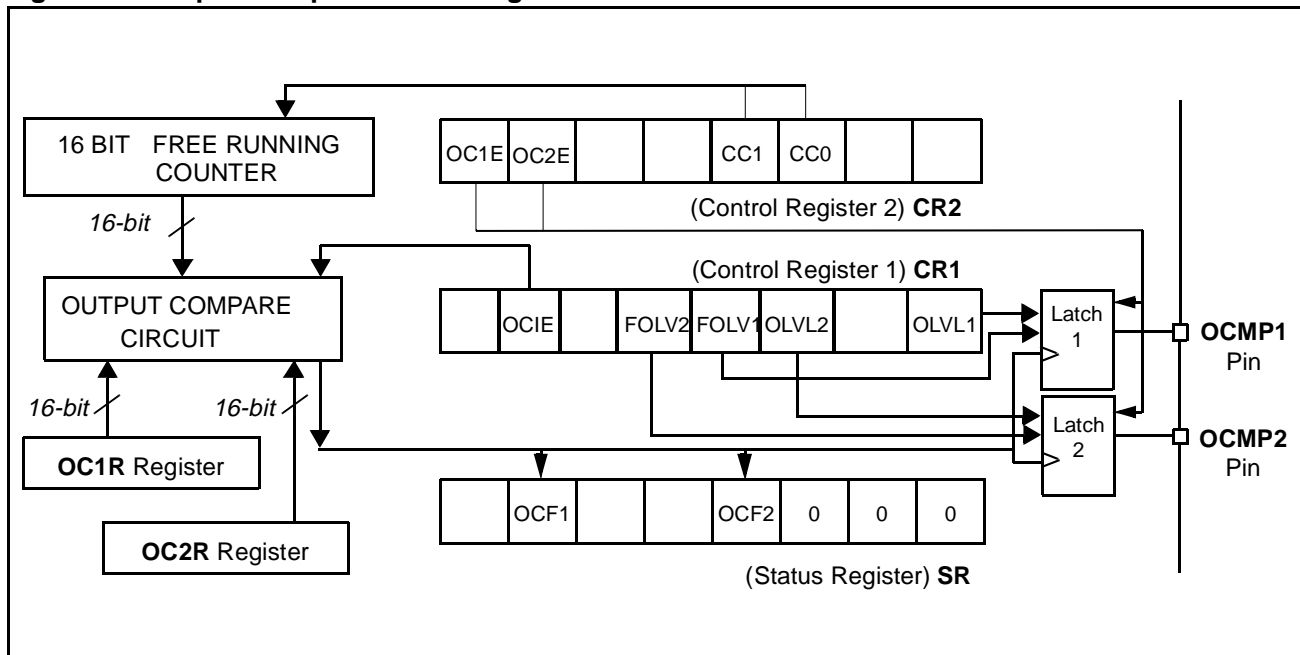 16 BIT FREE RUNNING
COUNTER
OC1E OC2E CC1 CC0
(Control Register 2) CR2
16-bit
(Control Register 1) CR1
OUTPUT COMPARE
CIRCUIT
OCIE FOLV2 FOLV1 OLVL2 OLVL1
Latch
1
OCMP1
Pin
16-bit 16-bit
Latch
2
OCMP2
Pin
OC1R Register
OCF1 OCF2 0 0 0
OC2R Register
(Status Register) SR